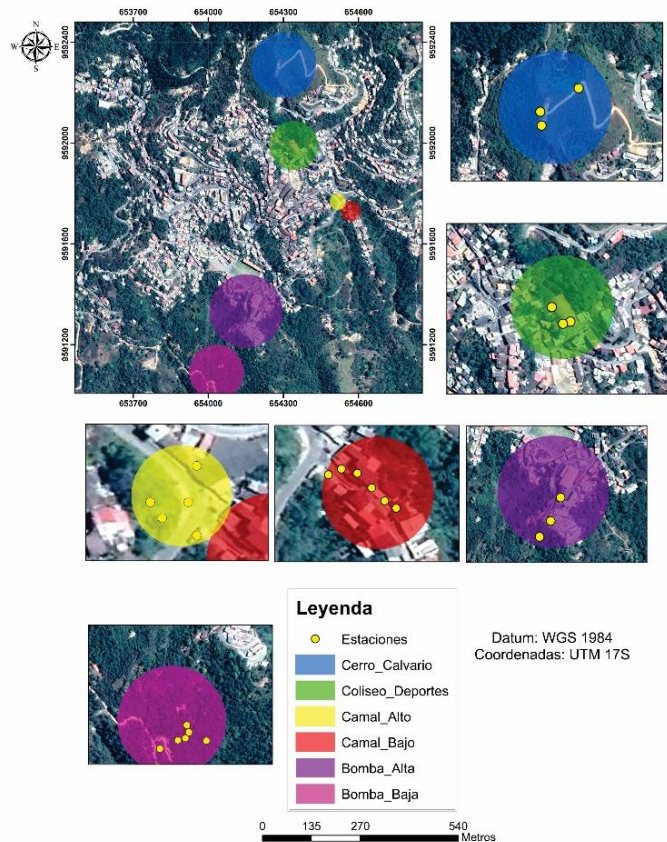 653700 654000 654300 654600
N
W E
S
9592400
9592000
9591600
9591200
9592400
9592000
9591600
9591200
653700 654000 654300 654600
Leyenda
Estaciones
Cerro_Calvario
Coliseo_Deportes
Camal_Alto
Camal_Bajo
Bomba_Alta
Bomba_Baja
Datum: WGS 1984
Coordenadas: UTM 17S
0 135 270 540
Metros